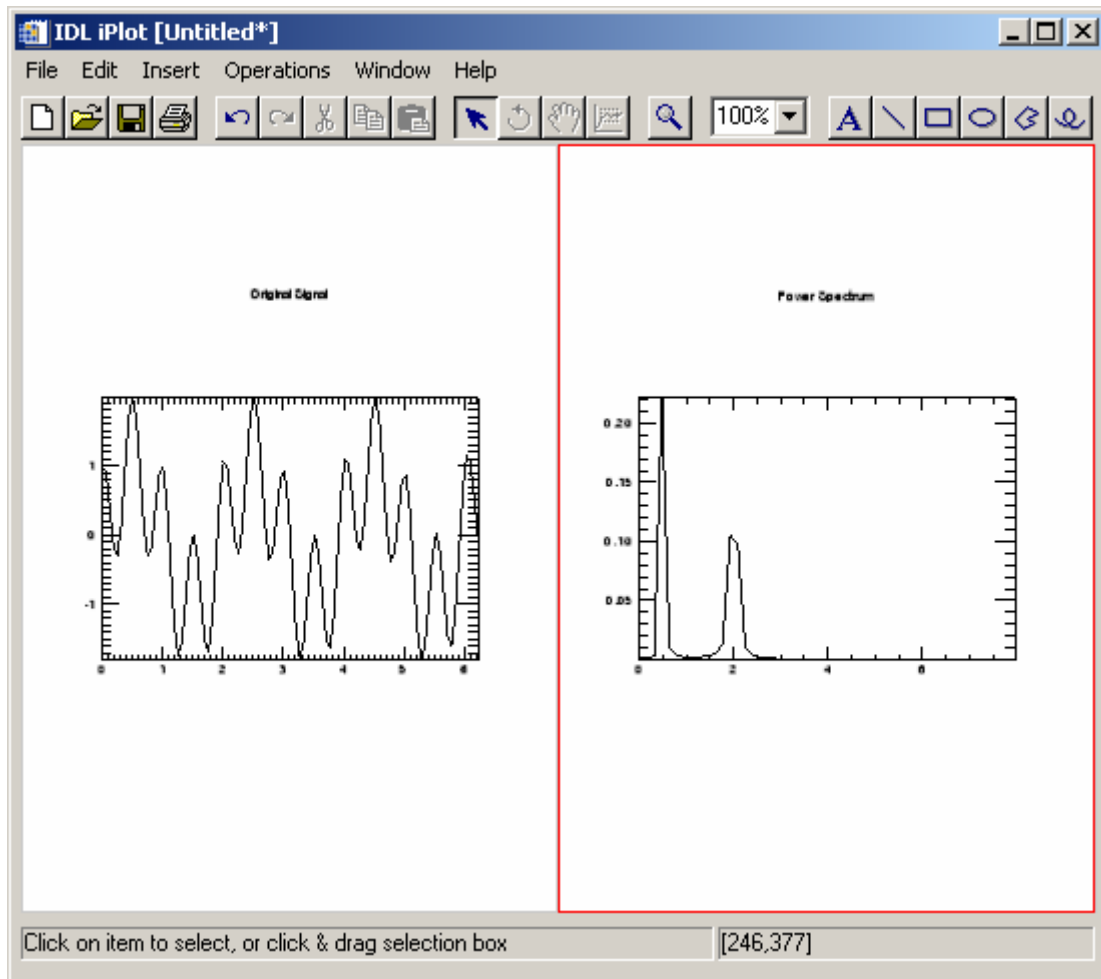 IDL iPlot [Untitled*]
File Edit Insert Operations Window Help
100%
A
Original Signal
1
0
-1
0 1 2 3 4 5 6
Power Spectrum
0.20
0.15
0.10
0.05
0 2 4 6
Click on item to select, or click & drag selection box
[246,377]